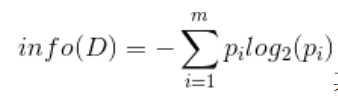 info(D) = -∑_{i=1}^{m} p_i log_2(p_i)